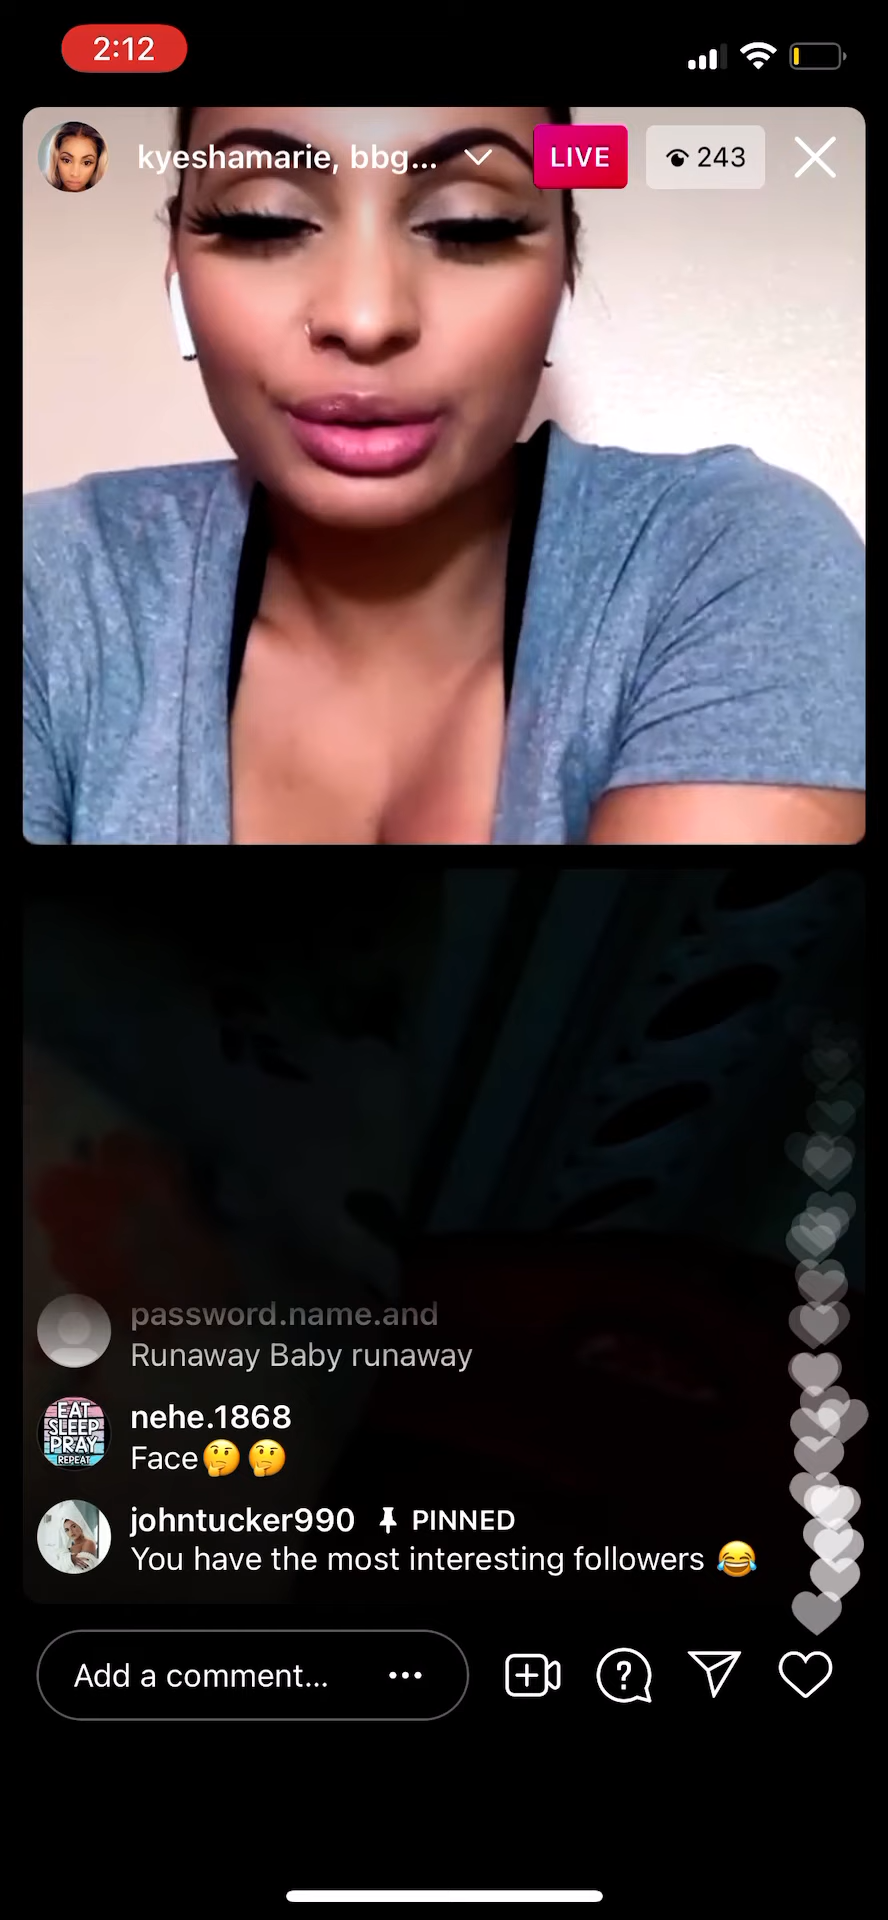 2:12
kyeshamarie, bbg...
LIVE
243
password.name.and
Runaway Baby runaway
EAT
SLEEP
PRAY
REPEAT
nehe.1868
Face🤔🤔
johntucker990 PINNED
You have the most interesting followers 😂
Add a comment...